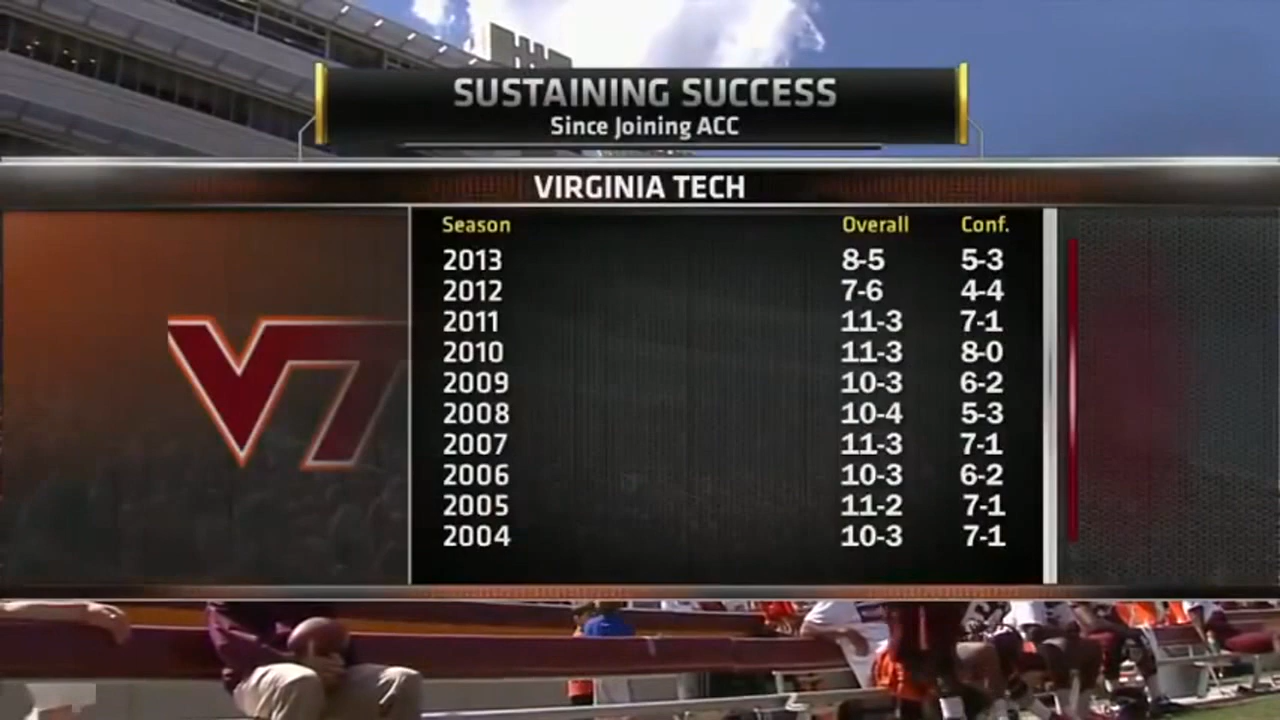 SUSTAINING SUCCESS
Since Joining ACC
VIRGINIA TECH
Season Overall Conf.
2013 8-5 5-3
2012 7-6 4-4
2011 11-3 7-1
2010 11-3 8-0
2009 10-3 6-2
2008 10-4 5-3
2007 11-3 7-1
2006 10-3 6-2
2005 11-2 7-1
2004 10-3 7-1
VT